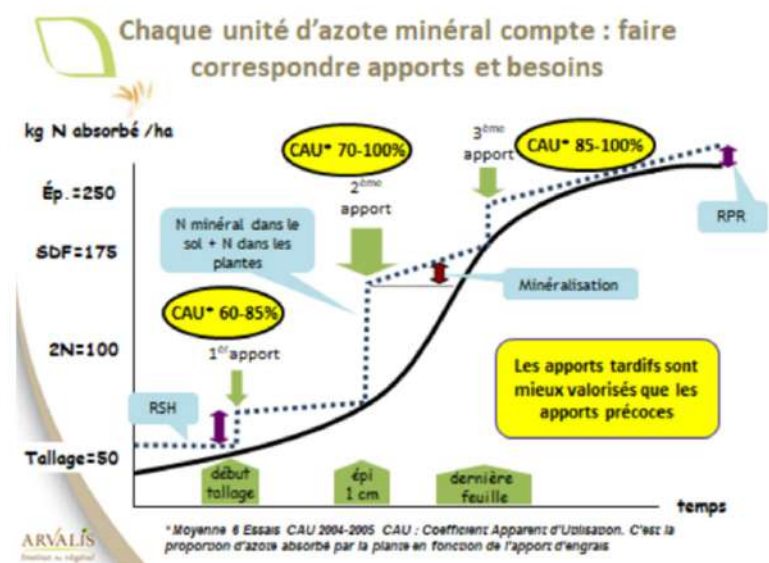 Chaque unité d'azote minéral compte : faire
correspondre apports et besoins
kg N absorbé /ha
CAU* 70-100%
3ème
apport
CAU* 85-100%
Ép.=250
2ème
apport
RPR
N minéral dans le
sol + N dans les
plantes
SDF=175
Minéralisation
CAU* 60-85%
2N=100
1er apport
Les apports tardifs sont
mieux valorisés que les
apports précoces
RSH
Tallage=50
début
tallage
épi
1 cm
dernière
feuille
temps
ARVALIS
Institut du végétal
* Moyenne 6 Essais CAU 2004-2005 CAU : Coefficient Apparent d'Utilisation. C'est la
proportion d'azote absorbé par la plante en fonction de l'apport d'engrais